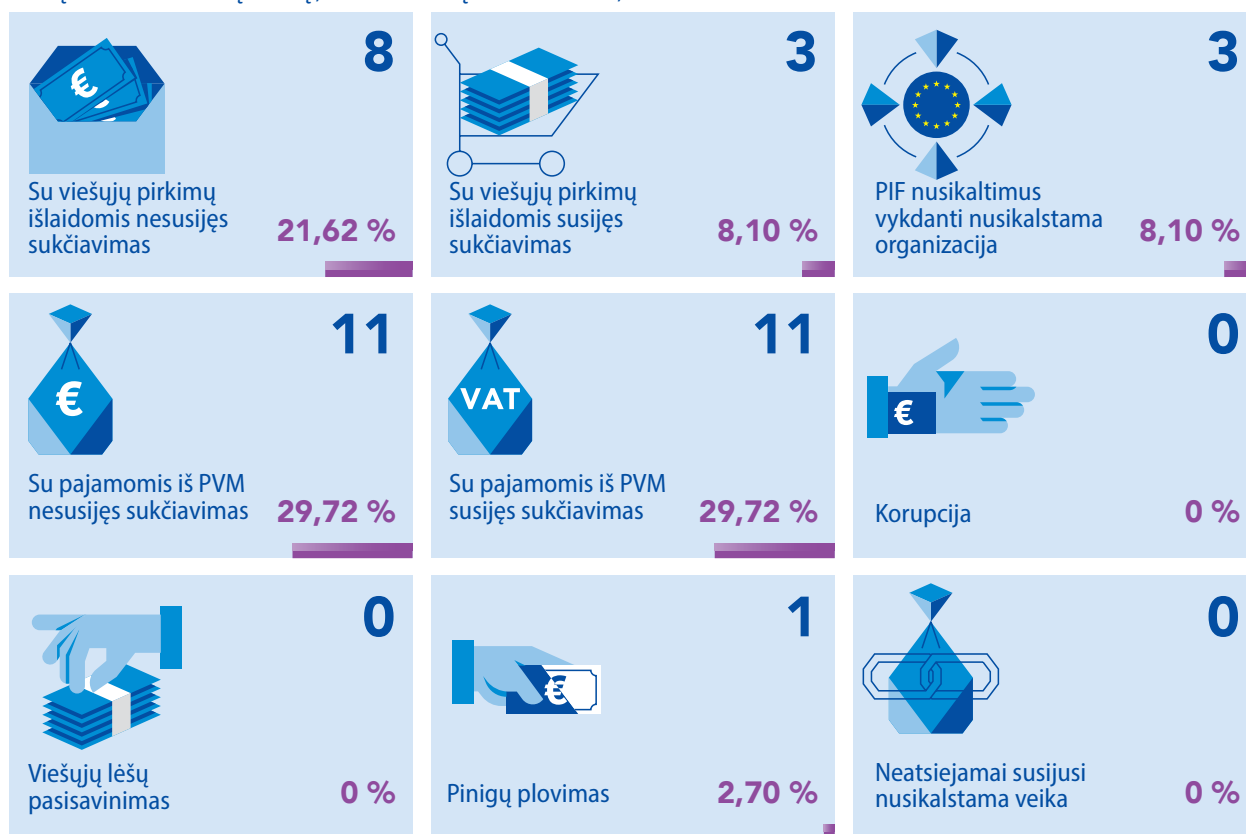 8
€
Su viešųjų pirkimų
išlaidomis nesusijęs
sukčiavimas
21,62 %
3
Su viešųjų pirkimų
išlaidomis susijęs
sukčiavimas
8,10 %
3
PIF nusikaltimus
vykdanti nusikalstama
organizacija
8,10 %
11
€
Su pajamomis iš PVM
nesusijęs sukčiavimas
29,72 %
11
VAT
Su pajamomis iš PVM
susijęs sukčiavimas
29,72 %
0
€
Korupcija
0 %
0
Viešųjų lėšų
pasisavinimas
0 %
1
€
Pinigų plovimas
2,70 %
0
Neatsiejamai susijusi
nusikalstama veika
0 %